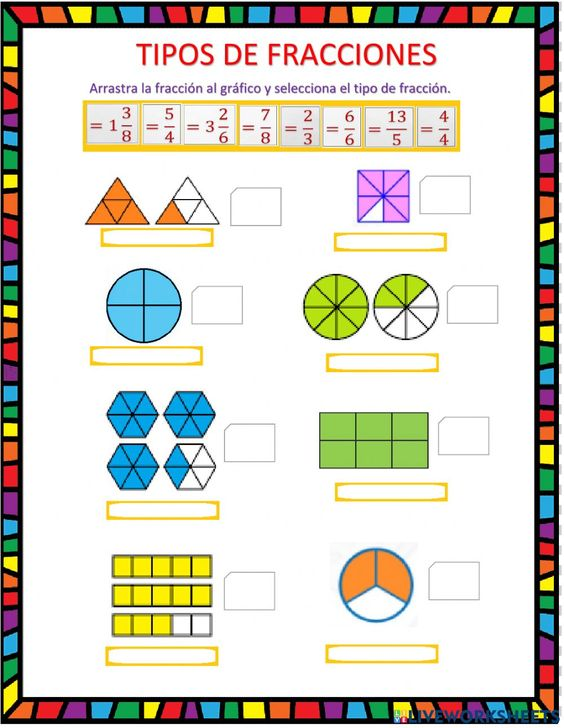 TIPOS DE FRACCIONES
Arrastra la fracción al gráfico y selecciona el tipo de fracción.
= 1 3/8 = 5/4 = 3 2/6 = 7/8 = 2/3 = 6/6 = 13/5 = 4/4
LIVEWORKSHEETS